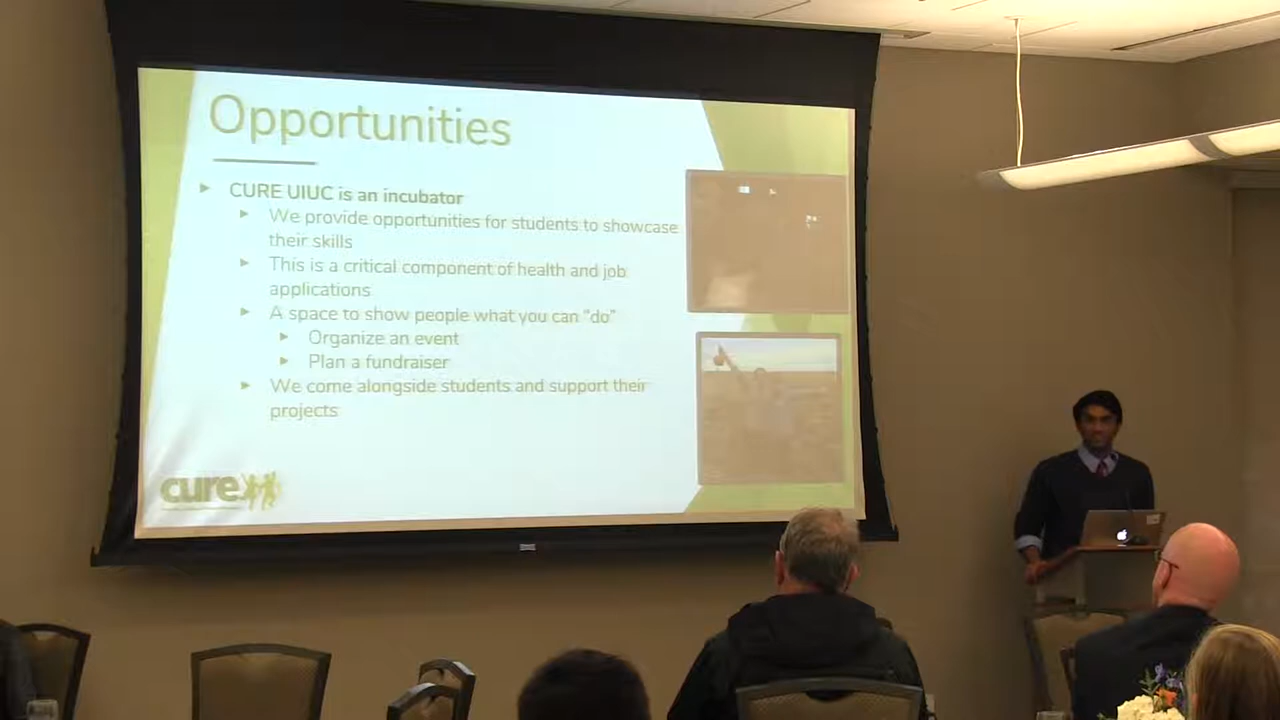 Opportunities
CURE UIUC is an incubator
We provide opportunities for students to showcase
their skills
This is a critical component of health and job
applications
A space to show people what you can "do"
Organize an event
Plan a fundraiser
We come alongside students and support their
projects
cure